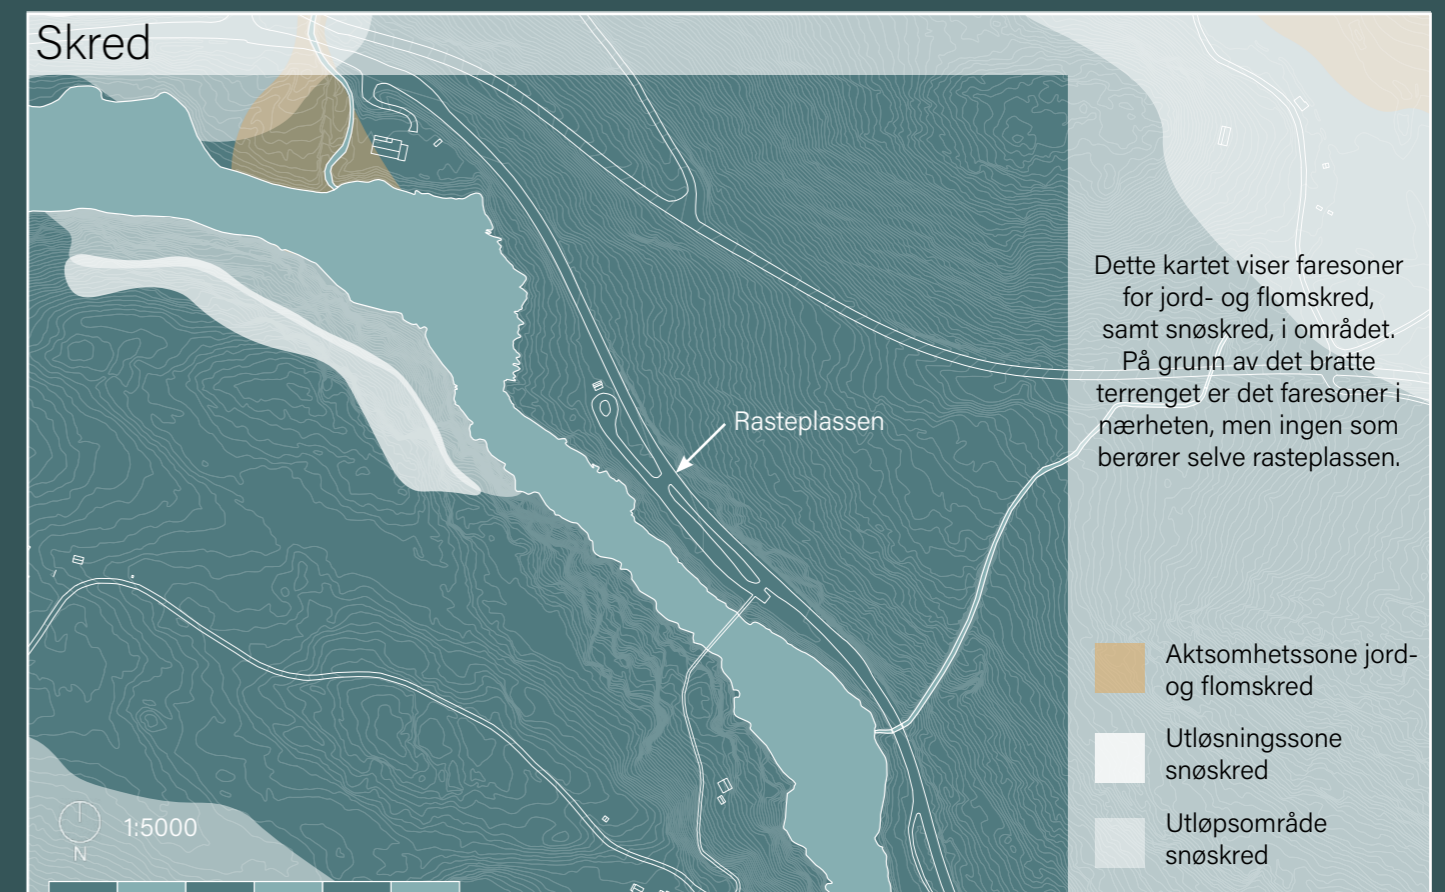 Skred
Dette kartet viser faresoner
for jord- og flomskred,
samt snøskred, i området.
På grunn av det bratte
terrenget er det faresoner i
nærheten, men ingen som
berører selve rasteplassen.
Rasteplassen
Aktsomhetssone jord-
og flomskred
Utløsningssone
snøskred
Utløpsområde
snøskred
1:5000
N